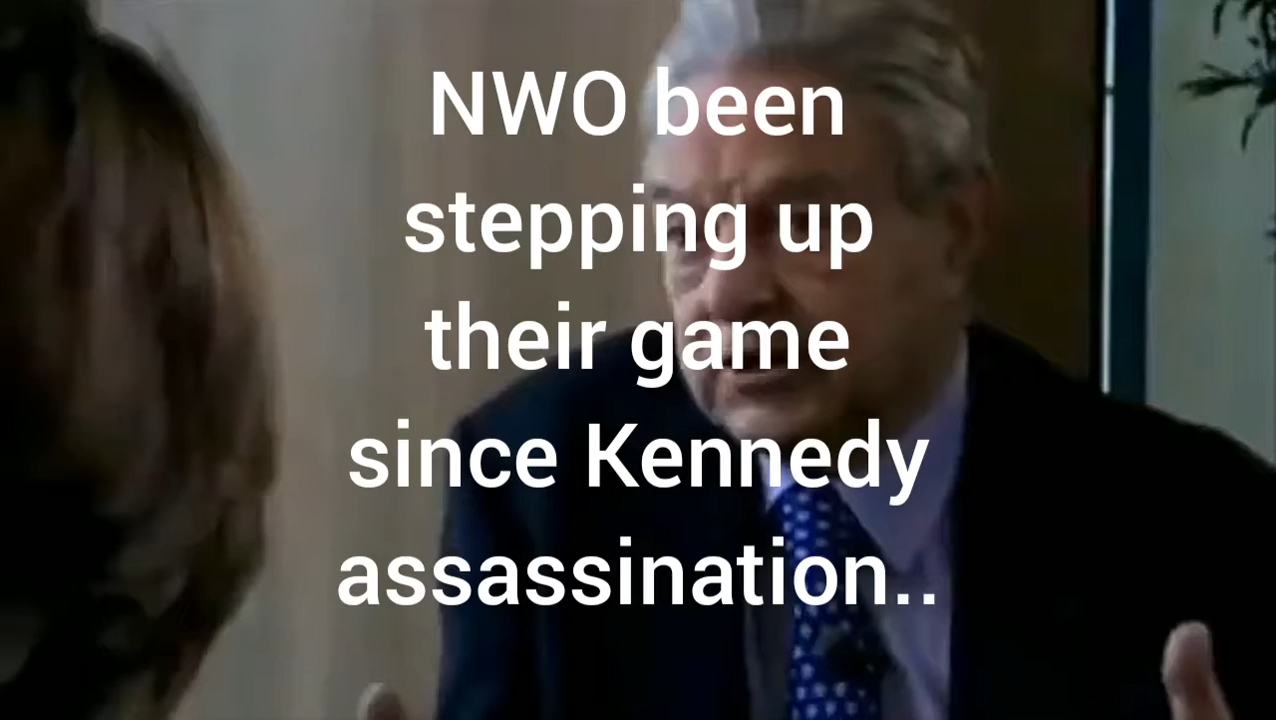 NWO been
stepping up
their game
since Kennedy
assassination..